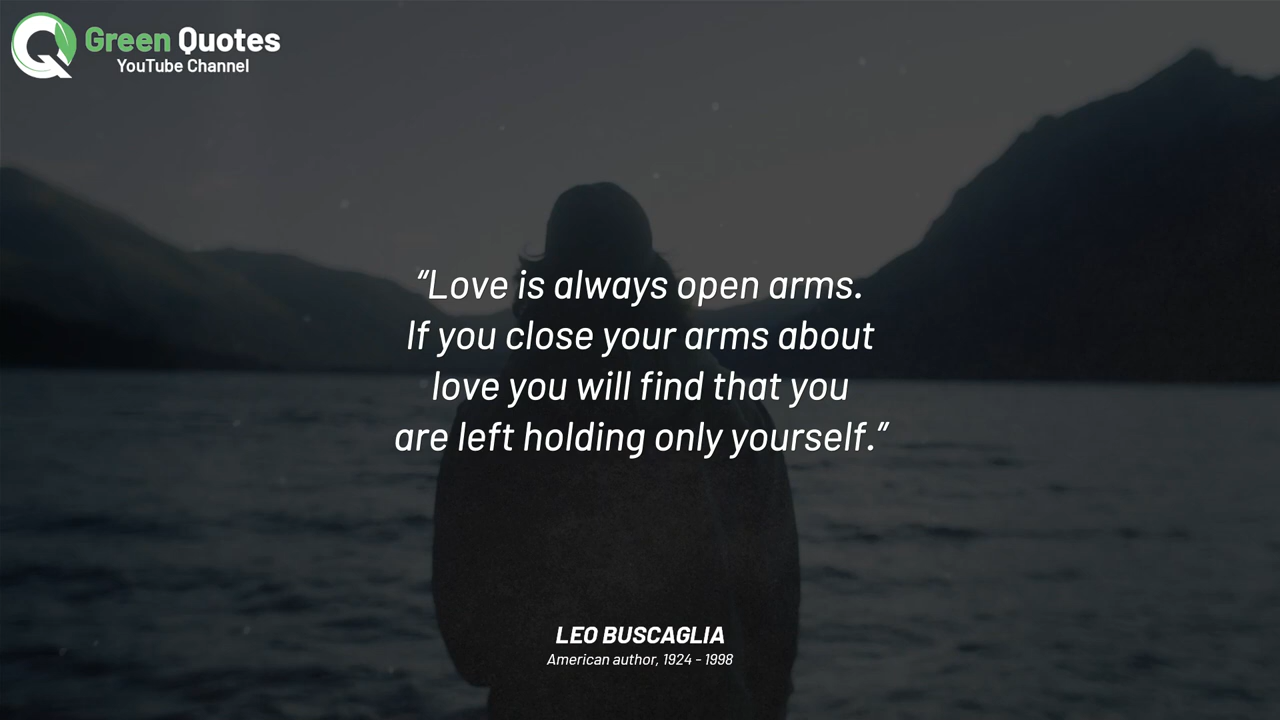 Green Quotes
YouTube Channel
“Love is always open arms.
If you close your arms about
love you will find that you
are left holding only yourself.”
LEO BUSCAGLIA
American author, 1924 - 1998